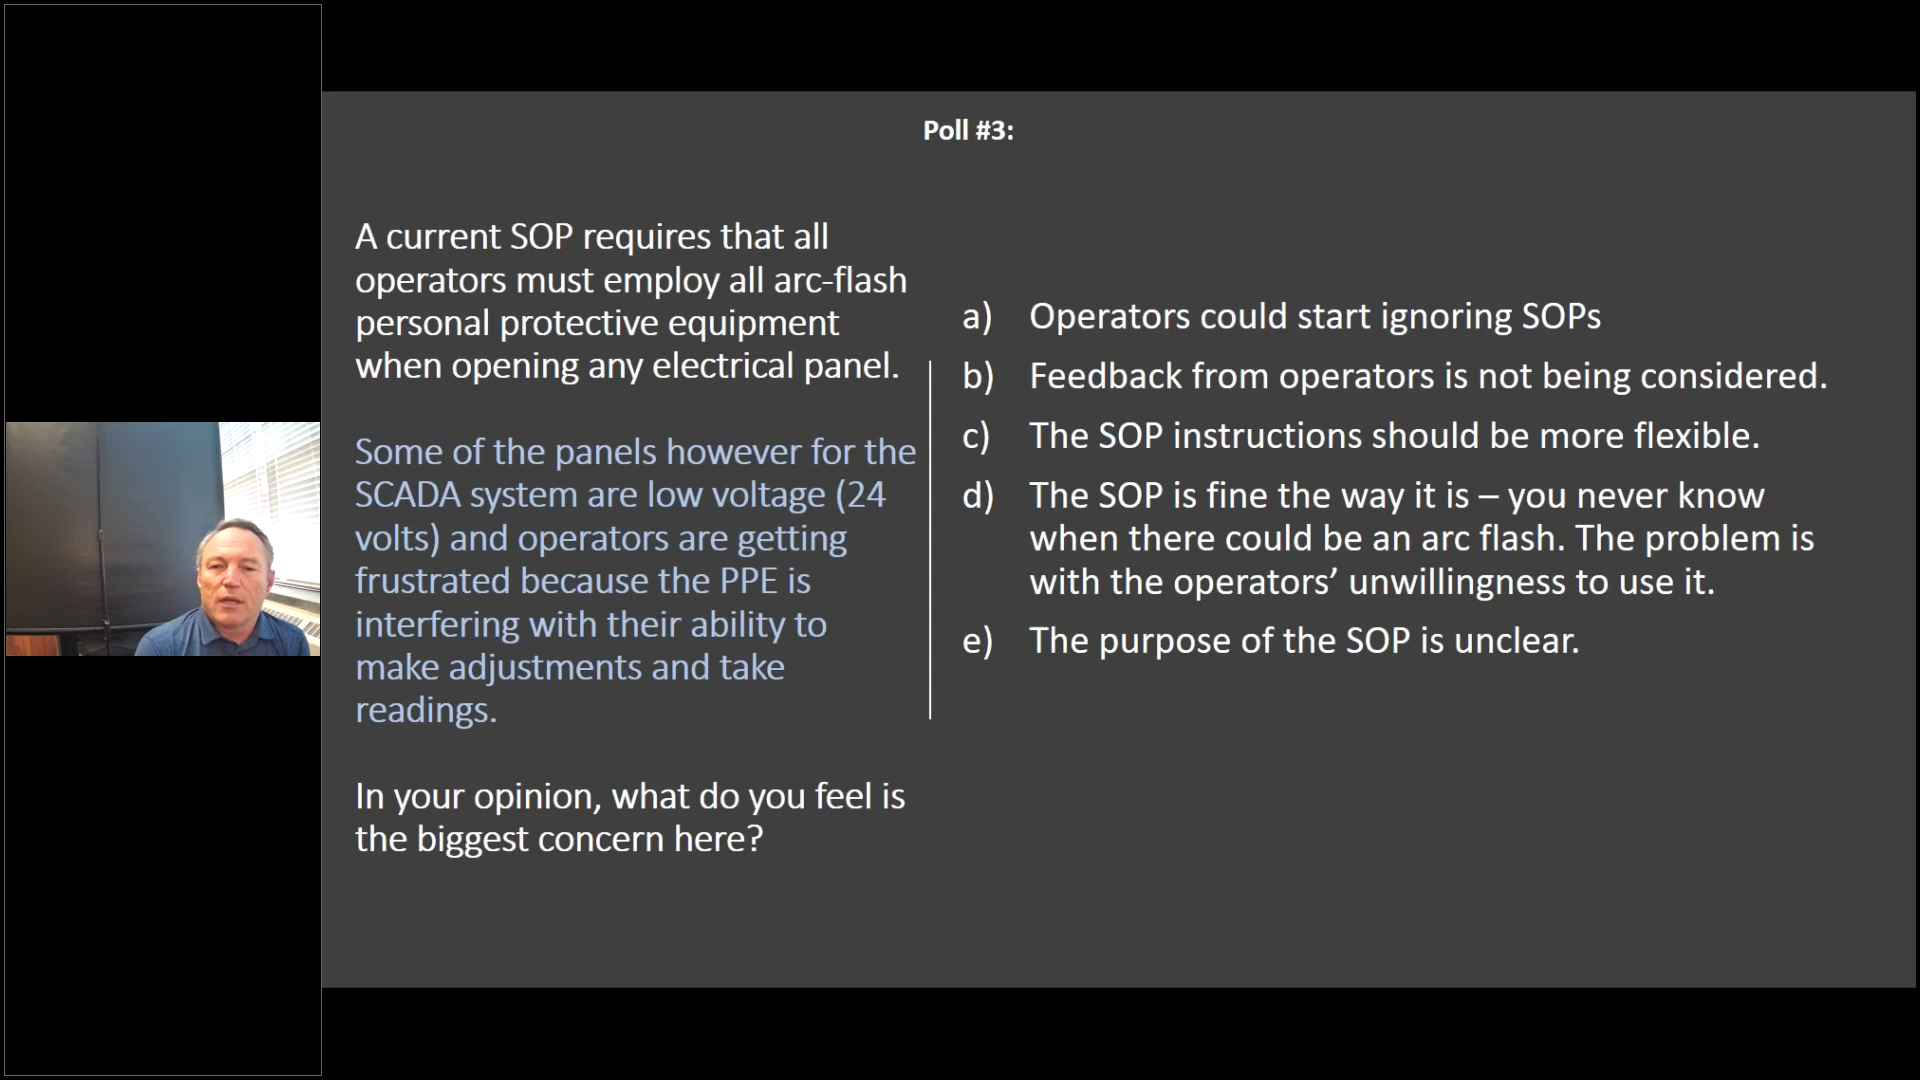 Poll #3:
A current SOP requires that all
operators must employ all arc-flash
personal protective equipment
when opening any electrical panel.
Some of the panels however for the
SCADA system are low voltage (24
volts) and operators are getting
frustrated because the PPE is
interfering with their ability to
make adjustments and take
readings.
In your opinion, what do you feel is
the biggest concern here?
a) Operators could start ignoring SOPs
b) Feedback from operators is not being considered.
c) The SOP instructions should be more flexible.
d) The SOP is fine the way it is – you never know
when there could be an arc flash. The problem is
with the operators’ unwillingness to use it.
e) The purpose of the SOP is unclear.